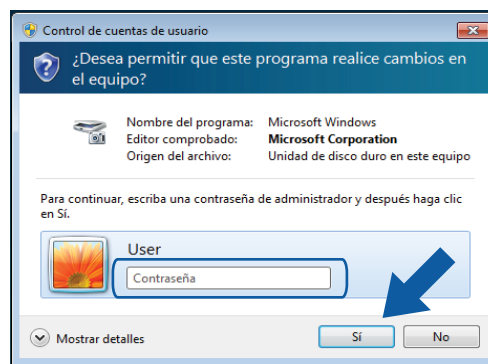 Control de cuentas de usuario
¿Desea permitir que este programa realice cambios en
el equipo?
Nombre del programa: Microsoft Windows
Editor comprobado: Microsoft Corporation
Origen del archivo: Unidad de disco duro en este equipo
Para continuar, escriba una contraseña de administrador y después haga clic
en Sí.
User
Contraseña
Mostrar detalles
Sí
No